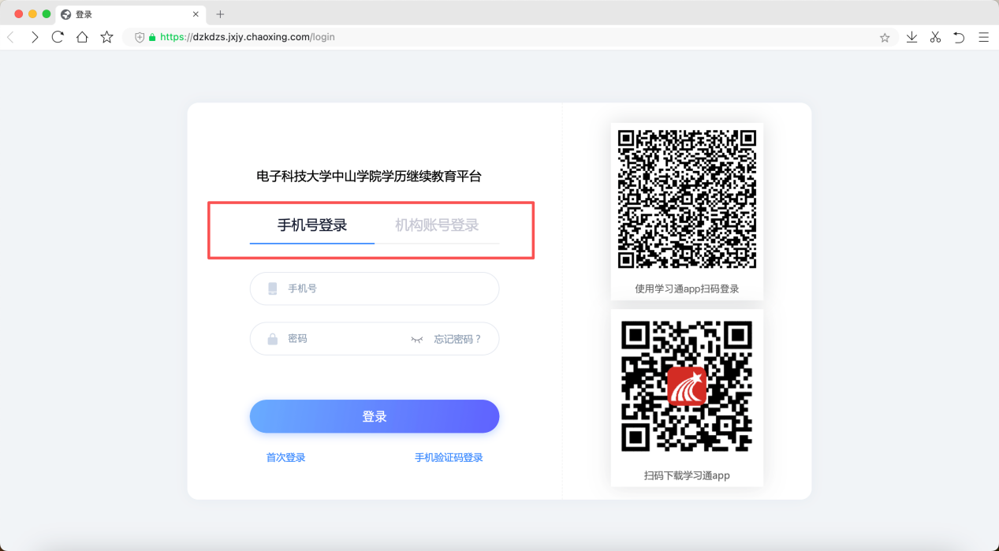 登录
https://dzkdzs.jxjy.chaoxing.com/login
电子科技大学中山学院学历继续教育平台
手机号登录 机构账号登录
手机号
密码 忘记密码？
登录
首次登录 手机验证码登录
使用学习通app扫码登录
扫码下载学习通app